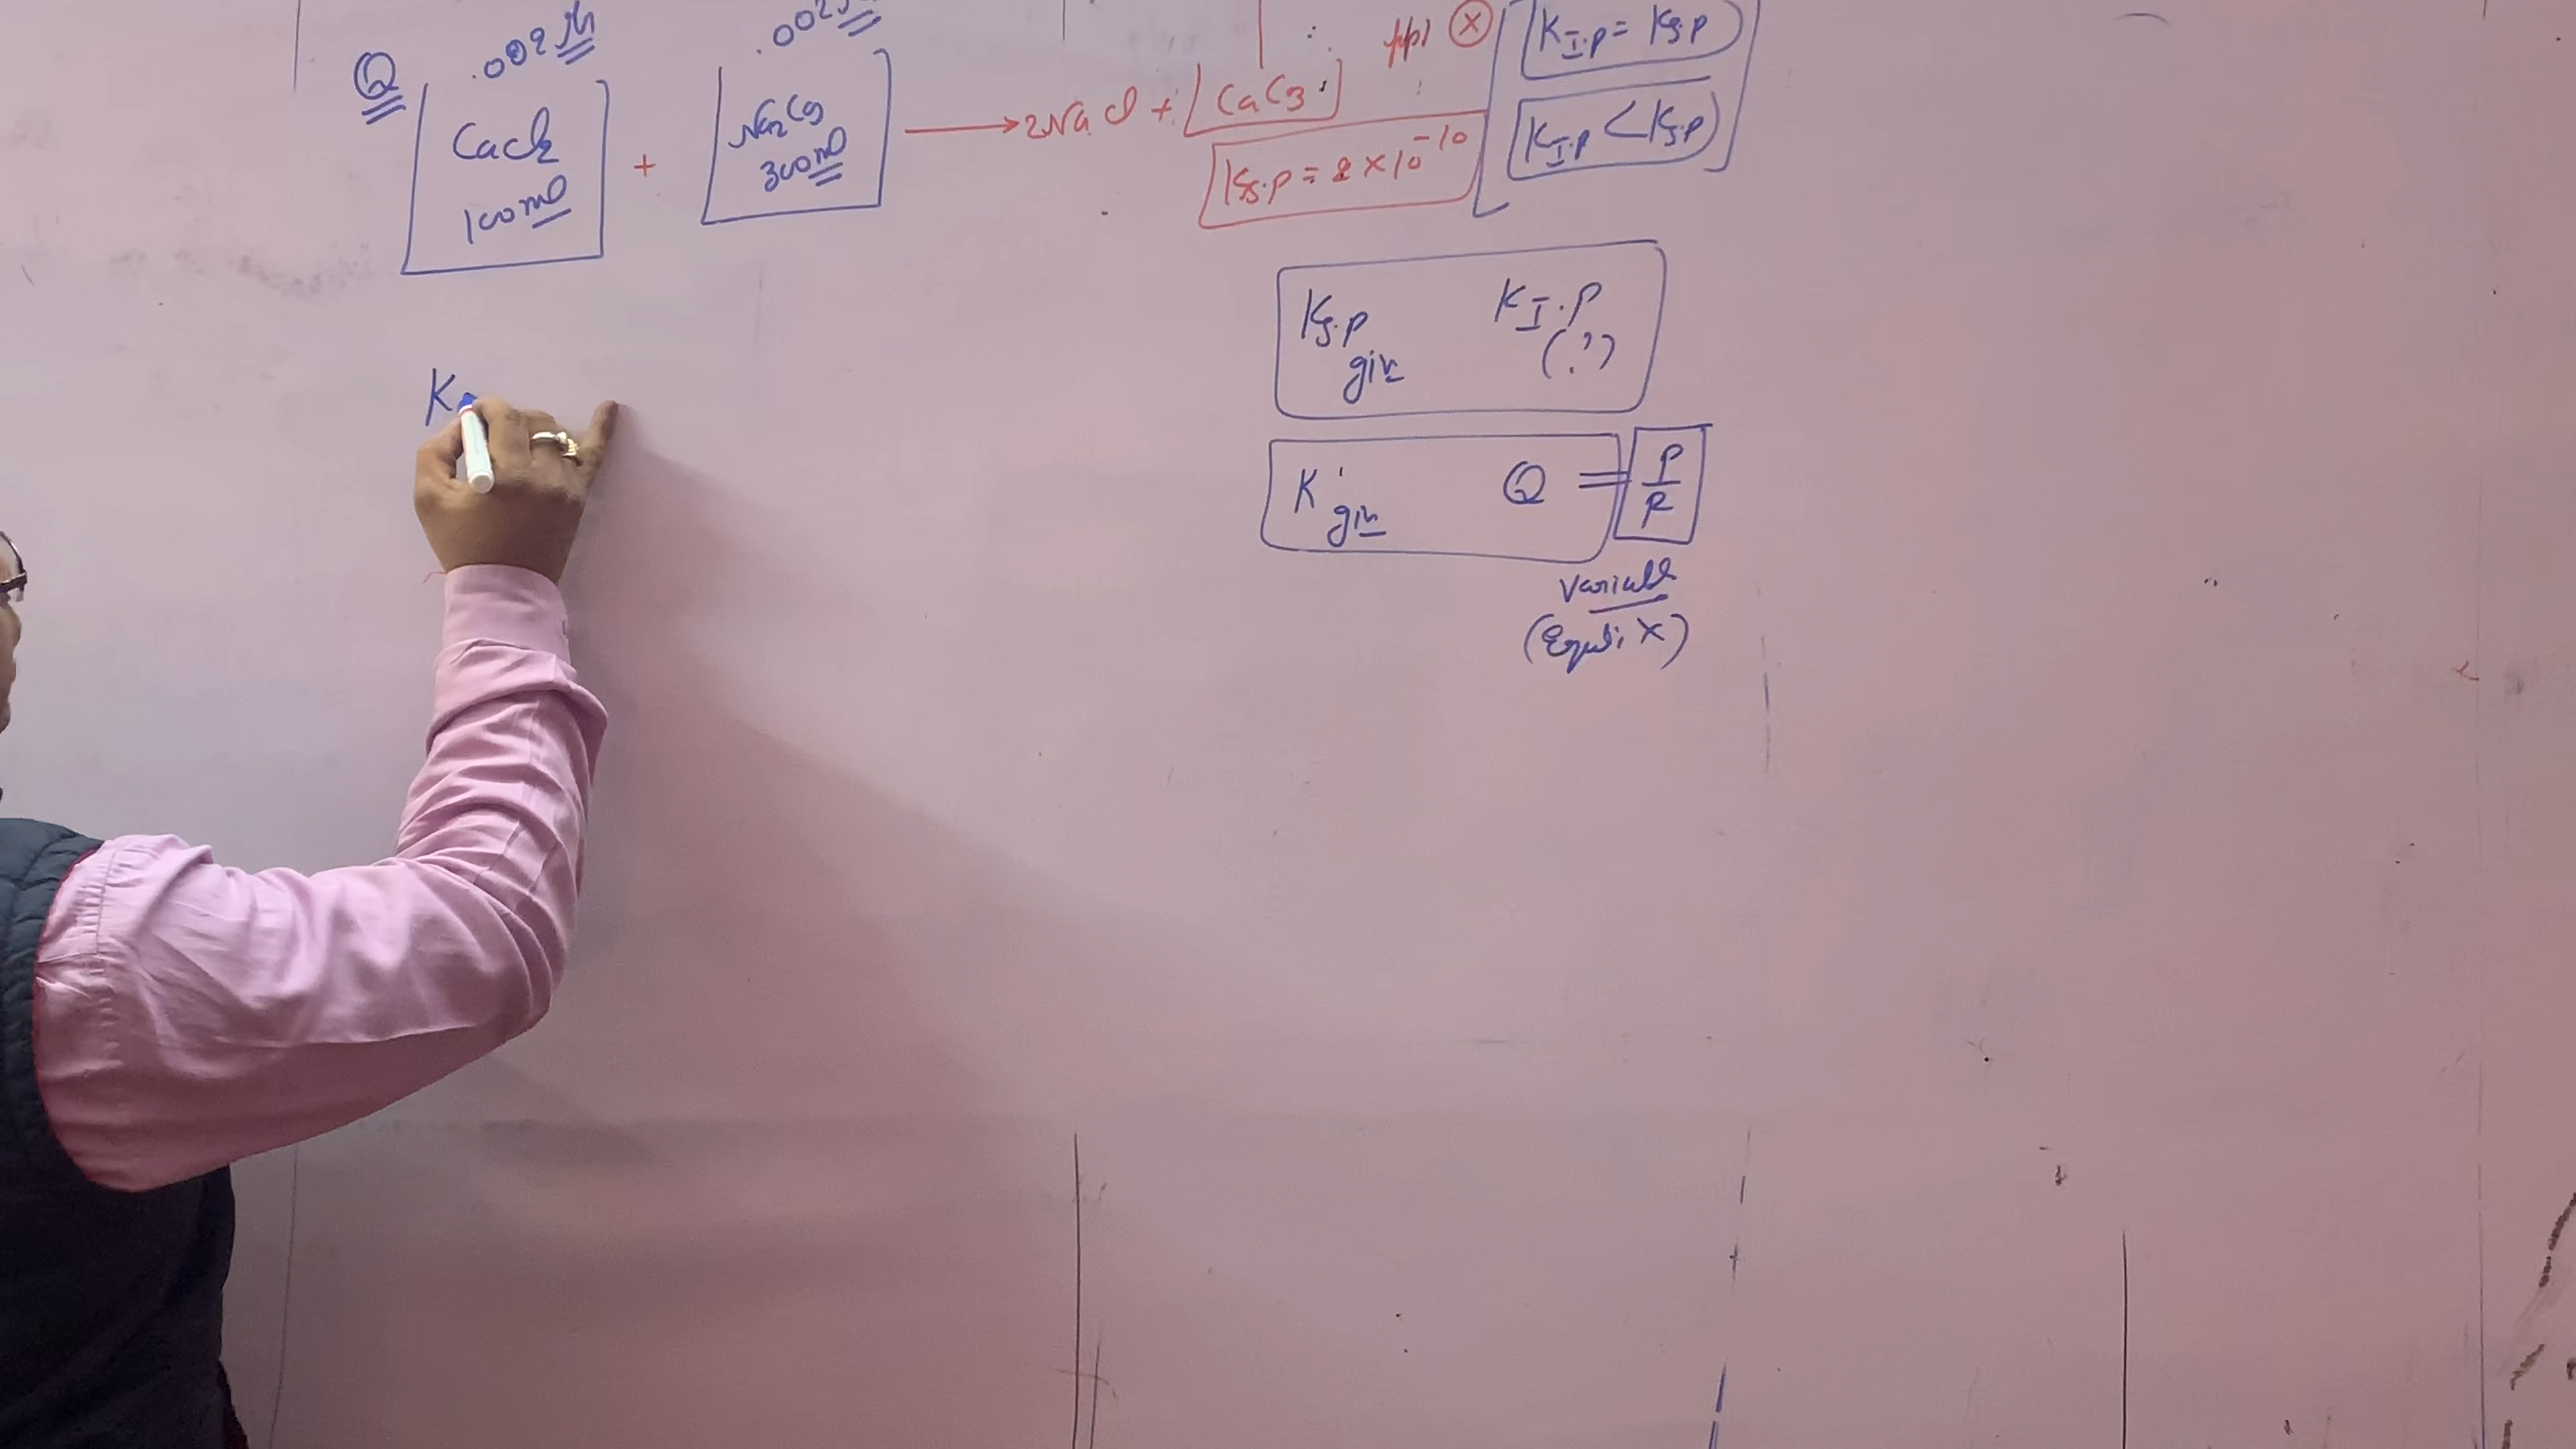 Q .002 M .002 M
CaCl2 100 ml + Na2CO3 300 ml → 2NaCl + CaCO3
ppt X
KI.P = Ks.p
KI.P < Ks.p
Ks.p = 2 × 10^-10
Ks.p KI.P
giv (?)
K Q = P/R
giv
Variable
(Equli X)
K